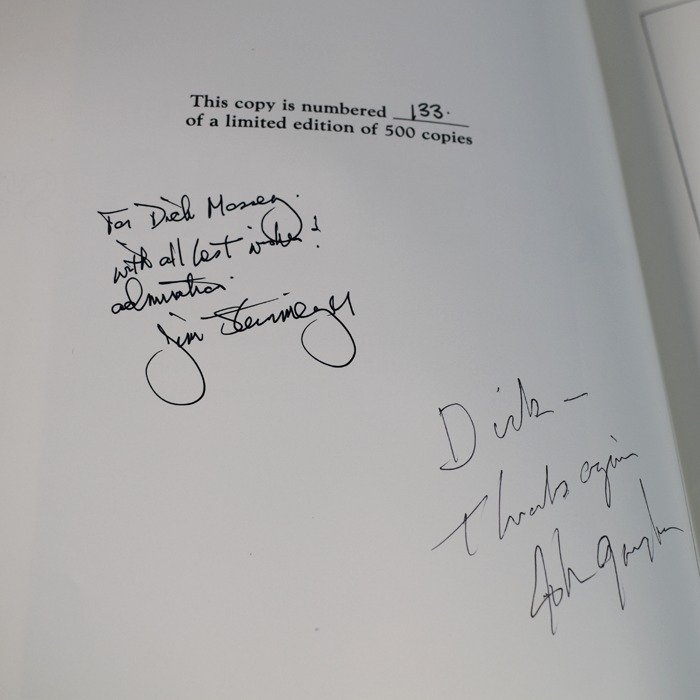 This copy is numbered 133.
of a limited edition of 500 copies
For Dick Massey
with all best wishes &
admiration.
Jim Steinmeyer
Dick –
thanks again
John